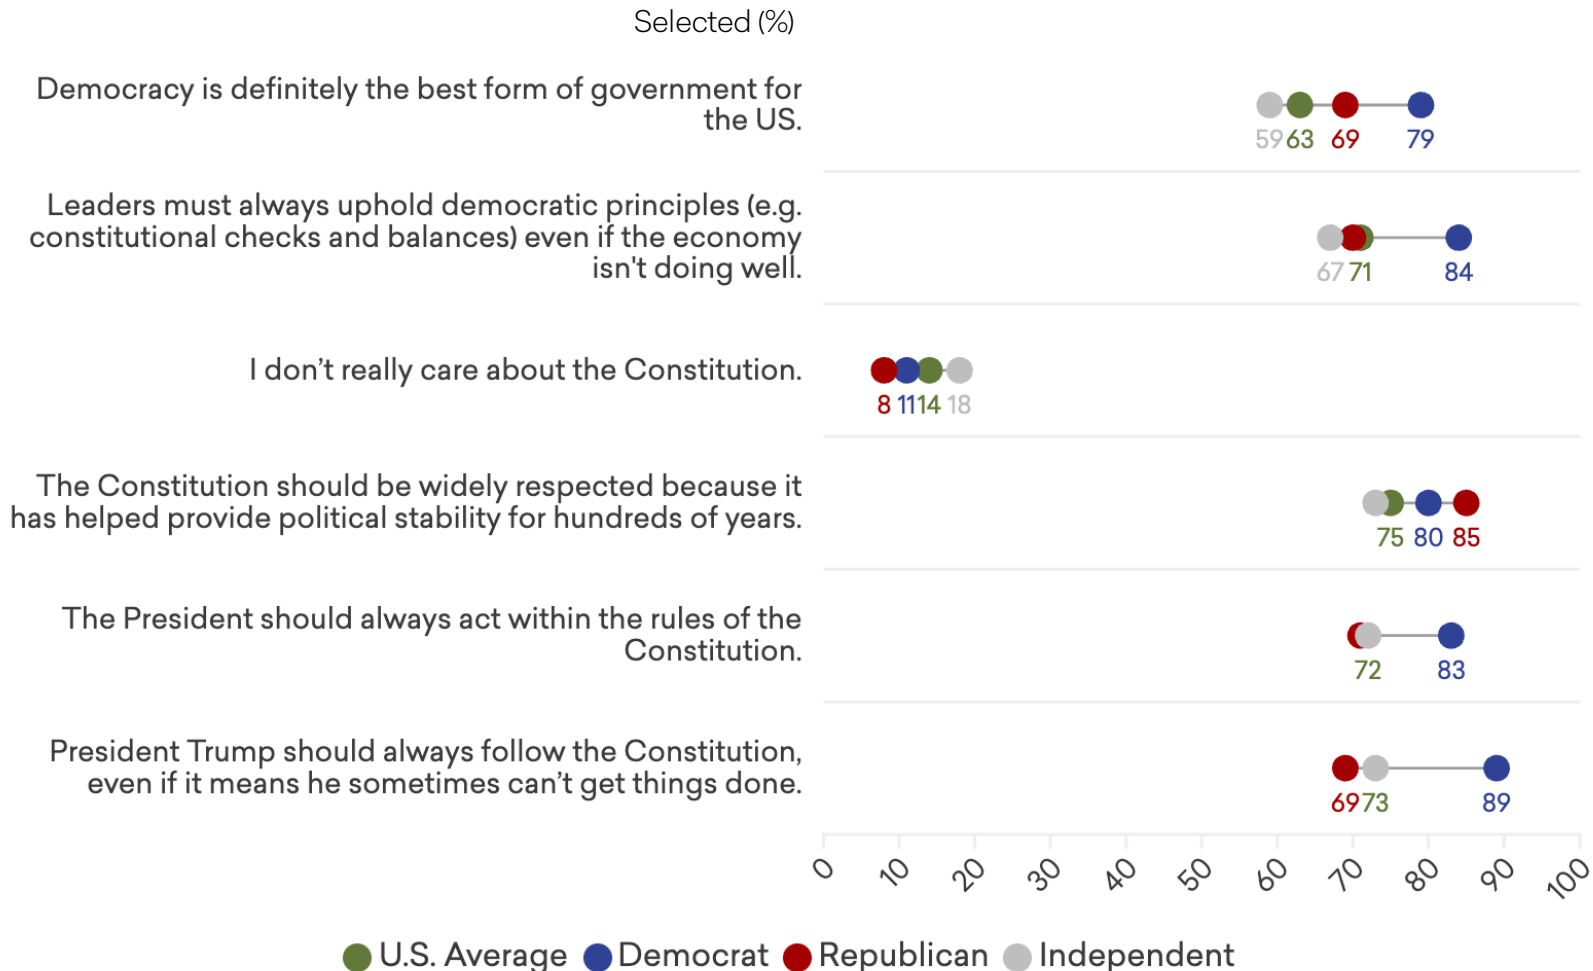 Selected (%)
Democracy is definitely the best form of government for
the US.
59 63 69 79
Leaders must always uphold democratic principles (e.g.
constitutional checks and balances) even if the economy
isn't doing well.
67 71 84
I don’t really care about the Constitution.
8 11 14 18
The Constitution should be widely respected because it
has helped provide political stability for hundreds of years.
75 80 85
The President should always act within the rules of the
Constitution.
72 83
President Trump should always follow the Constitution,
even if it means he sometimes can’t get things done.
69 73 89
0 10 20 30 40 50 60 70 80 90 100
U.S. Average Democrat Republican Independent